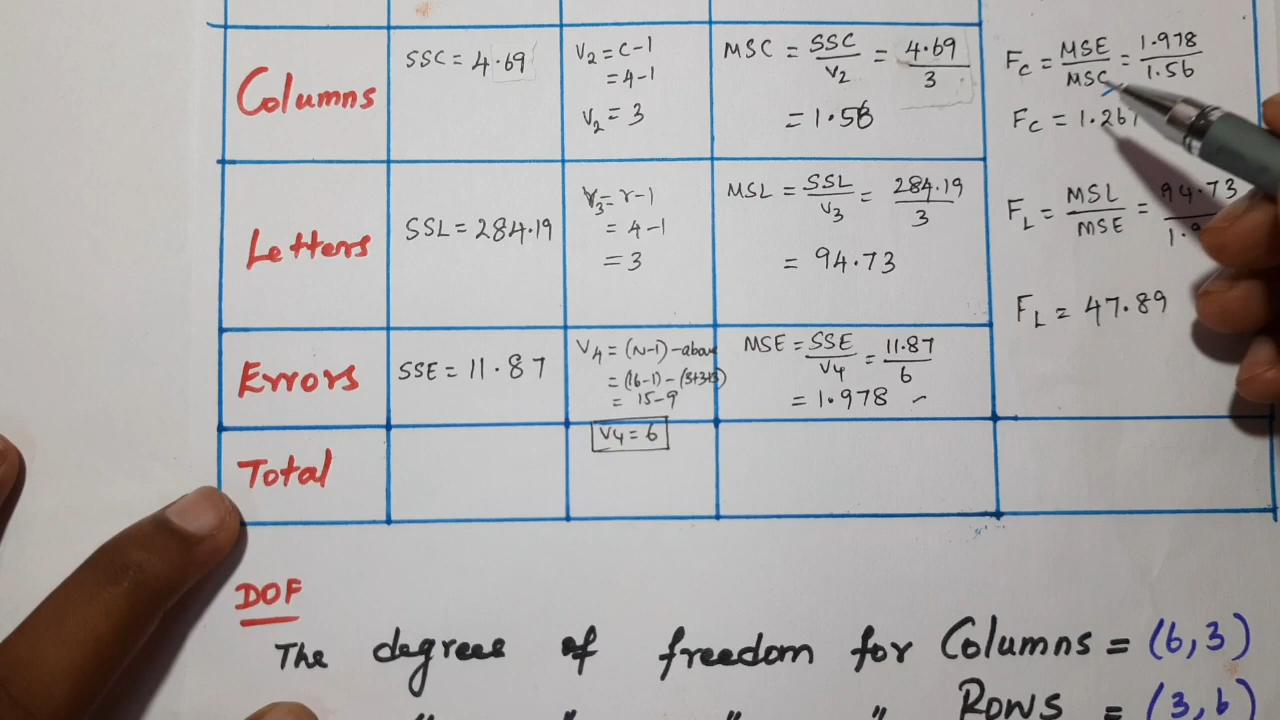 Columns
SSC = 4.69
V2 = C-1
= 4-1
V2 = 3
MSC = SSC/V2 = 4.69/3
= 1.56
FC = MSE/MSC = 1.978/1.56
FC = 1.267
Letters
SSL = 284.19
V3 = r-1
= 4-1
= 3
MSL = SSL/V3 = 284.19/3
= 94.73
FL = MSL/MSE = 94.73/1.9
FL = 47.89
Errors
SSE = 11.87
V4 = (N-1) - above
= (16-1) - (3+3+3)
= 15-9
V4 = 6
MSE = SSE/V4 = 11.87/6
= 1.978
Total
DOF
The degrees of freedom for Columns = (6,3)
" " " " Rows = (3,6)